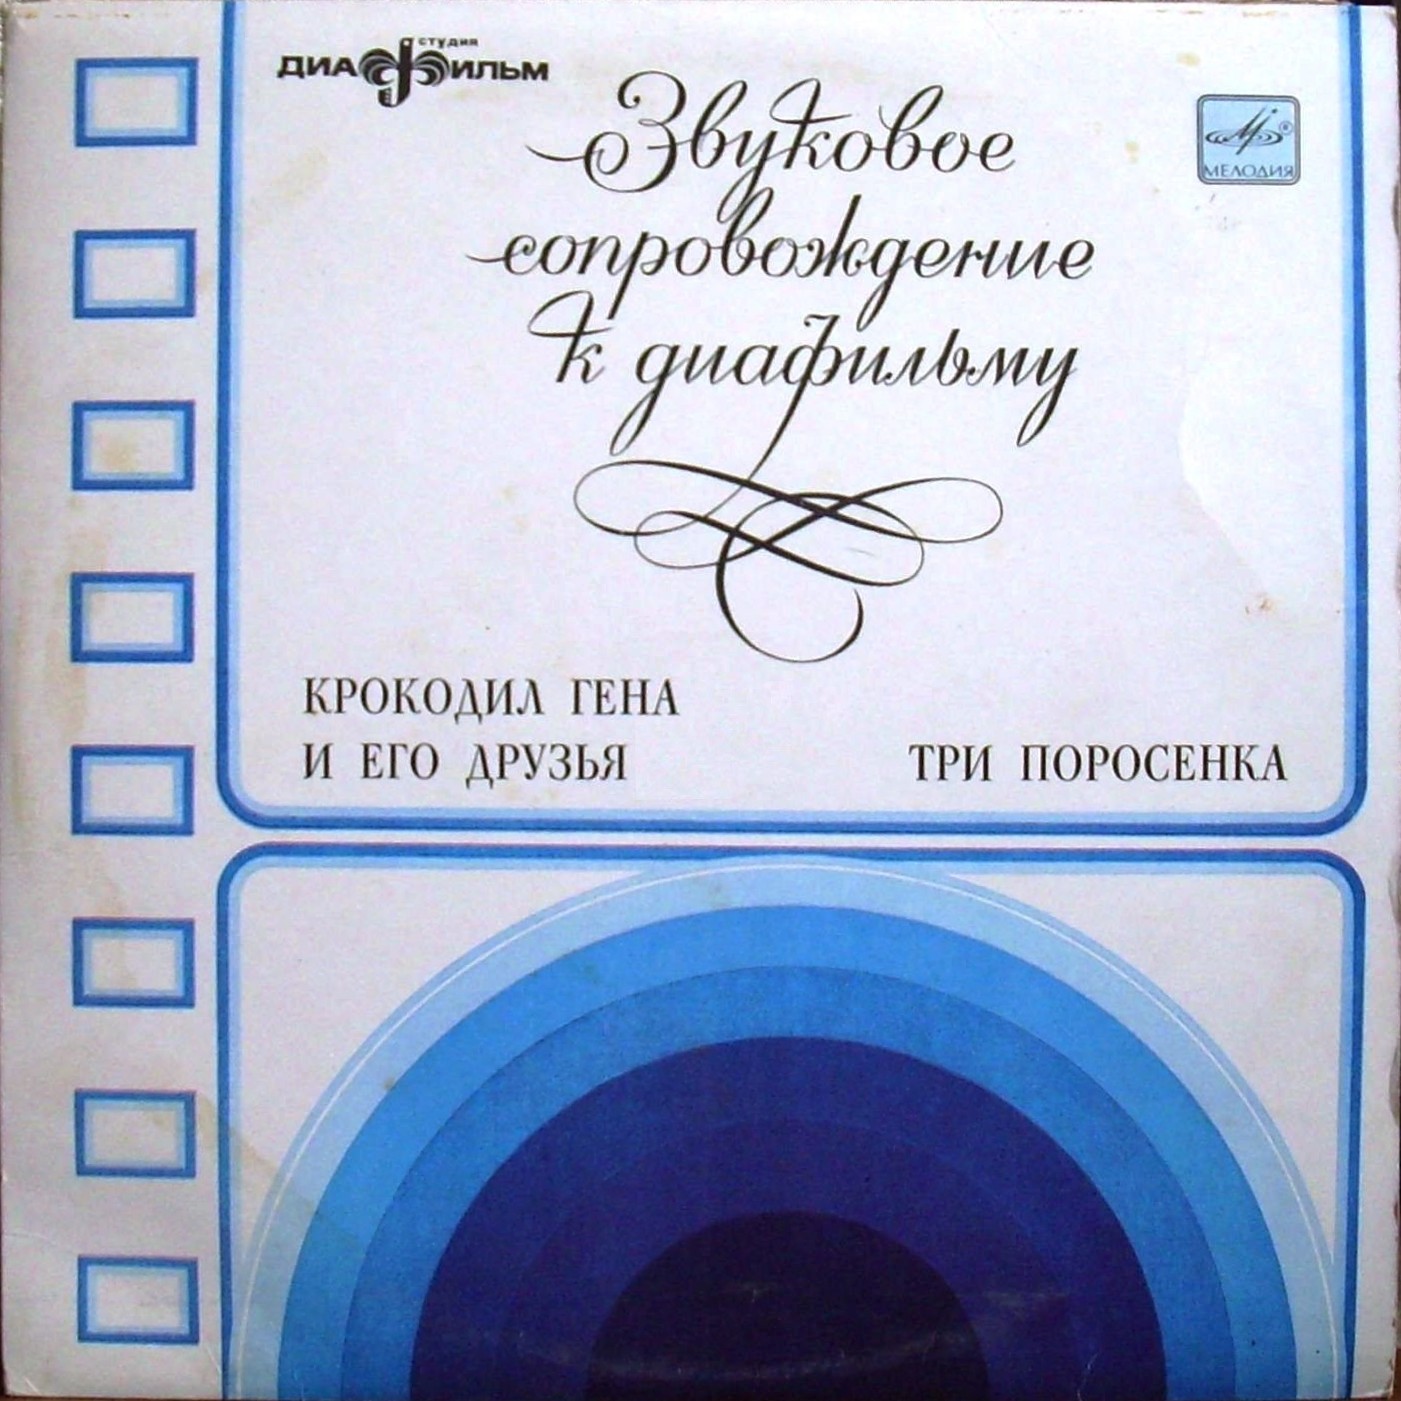 студия
ДИАФИЛЬМ
Звуковое
сопровождение
к диафильму
МЕЛОДИЯ
КРОКОДИЛ ГЕНА
И ЕГО ДРУЗЬЯ
ТРИ ПОРОСЕНКА